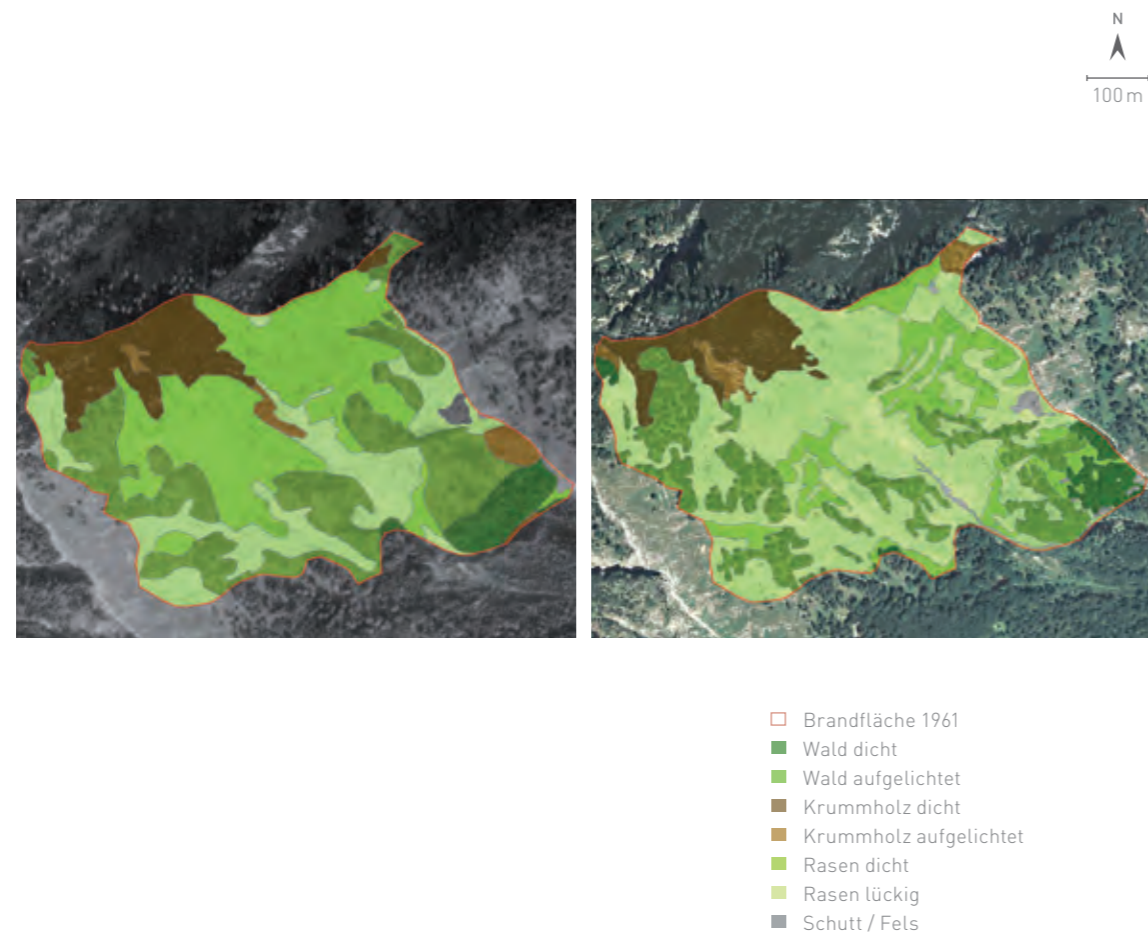 N
100 m
Brandfläche 1961
Wald dicht
Wald aufgelichtet
Krummholz dicht
Krummholz aufgelichtet
Rasen dicht
Rasen lückig
Schutt / Fels